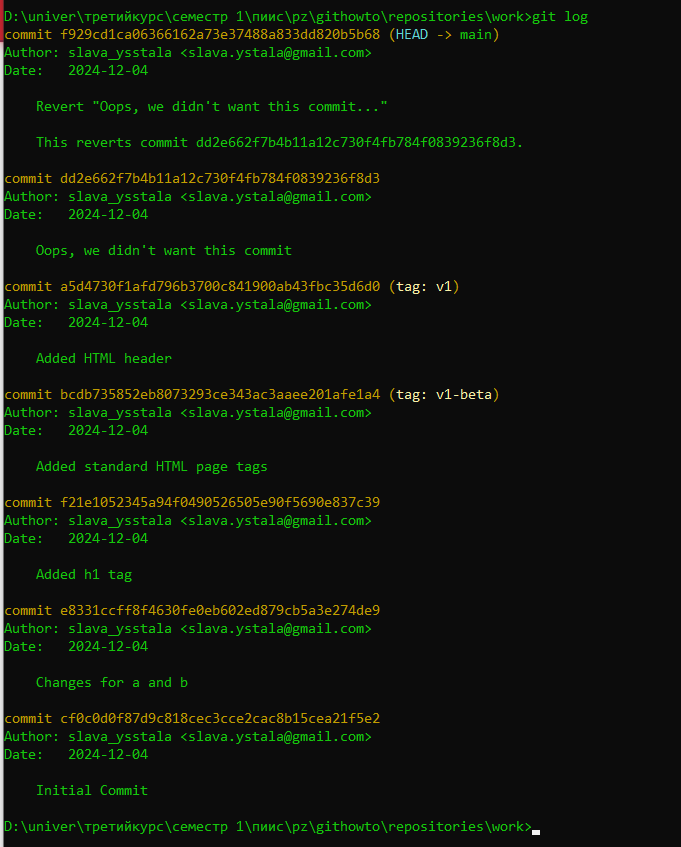 D:\univer\третийкурс\семестр 1\пиис\pz\githowto\repositories\work>git log
commit f929cd1ca06366162a73e37488a833dd820b5b68 (HEAD -> main)
Author: slava_ysstala <slava.ystala@gmail.com>
Date:   2024-12-04
Revert "Oops, we didn't want this commit..."
This reverts commit dd2e662f7b4b11a12c730f4fb784f0839236f8d3.
commit dd2e662f7b4b11a12c730f4fb784f0839236f8d3
Author: slava_ysstala <slava.ystala@gmail.com>
Date:   2024-12-04
Oops, we didn't want this commit
commit a5d4730f1afd796b3700c841900ab43fbc35d6d0 (tag: v1)
Author: slava_ysstala <slava.ystala@gmail.com>
Date:   2024-12-04
Added HTML header
commit bcdb735852eb8073293ce343ac3aaee201afe1a4 (tag: v1-beta)
Author: slava_ysstala <slava.ystala@gmail.com>
Date:   2024-12-04
Added standard HTML page tags
commit f21e1052345a94f0490526505e90f5690e837c39
Author: slava_ysstala <slava.ystala@gmail.com>
Date:   2024-12-04
Added h1 tag
commit e8331ccff8f4630fe0eb602ed879cb5a3e274de9
Author: slava_ysstala <slava.ystala@gmail.com>
Date:   2024-12-04
Changes for a and b
commit cf0c0d0f87d9c818cec3cce2cac8b15cea21f5e2
Author: slava_ysstala <slava.ystala@gmail.com>
Date:   2024-12-04
Initial Commit
D:\univer\третийкурс\семестр 1\пиис\pz\githowto\repositories\work>